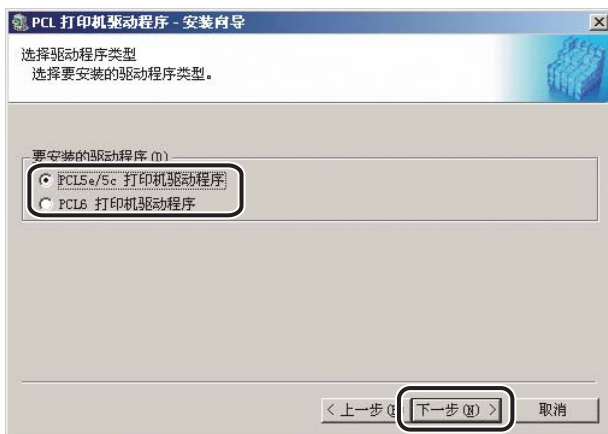 PCL 打印机驱动程序 - 安装向导
选择驱动程序类型
选择要安装的驱动程序类型。
要安装的驱动程序(D)
PCL5e/5c 打印机驱动程序
PCL6 打印机驱动程序
< 上一步(B) 下一步(N) > 取消